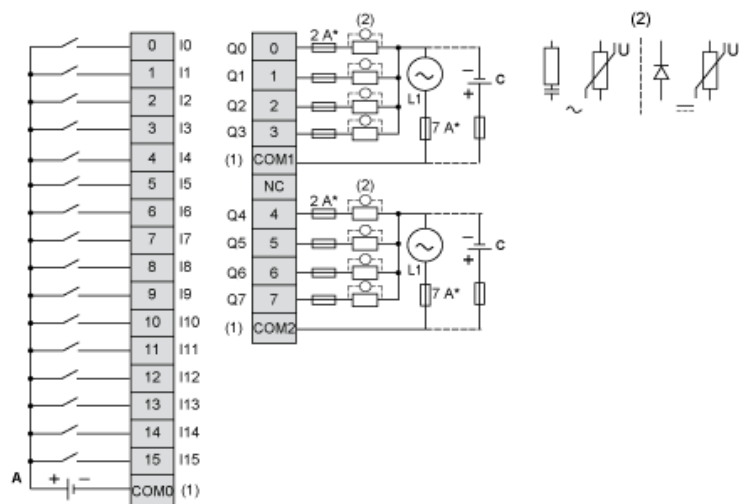 (2)
0 I0
1 I1
2 I2
3 I3
4 I4
5 I5
6 I6
7 I7
8 I8
9 I9
10 I10
11 I11
12 I12
13 I13
14 I14
15 I15
A + − COM0 (1)
(2)
2 A*
Q0 0
Q1 1
Q2 2
Q3 3
(1) COM1
L1
7 A*
− + C
NC
(2)
2 A*
Q4 4
Q5 5
Q6 6
Q7 7
(1) COM2
L1
7 A*
− + C
U
U